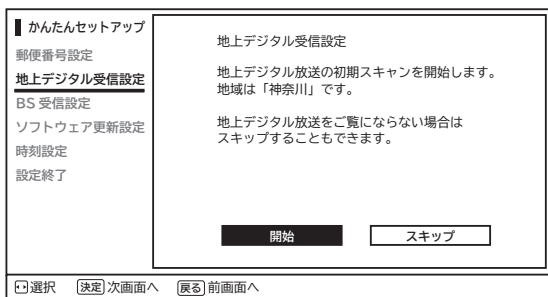 かんたんセットアップ
郵便番号設定
地上デジタル受信設定
BS 受信設定
ソフトウェア更新設定
時刻設定
設定終了
地上デジタル受信設定
地上デジタル放送の初期スキャンを開始します。
地域は「神奈川」です。
地上デジタル放送をご覧にならない場合は
スキップすることもできます。
開始 スキップ
選択 決定 次画面へ 戻る 前画面へ